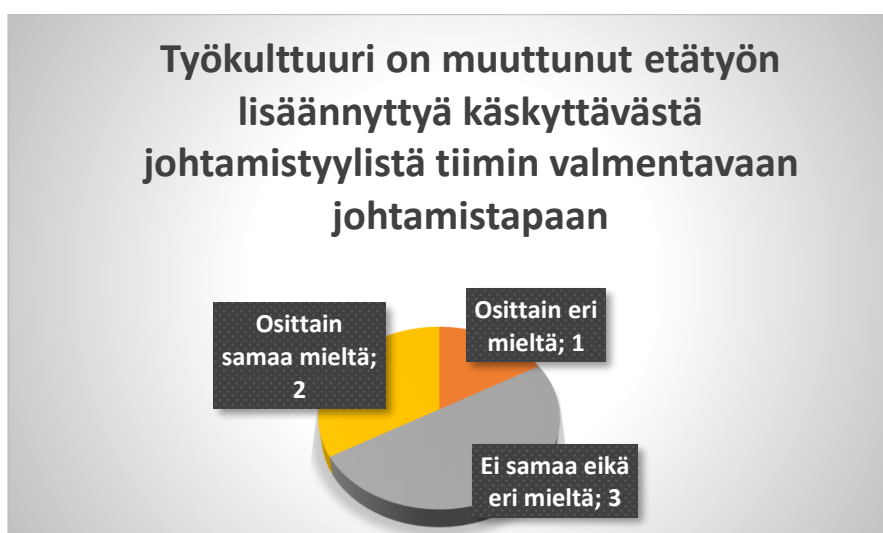 Työkulttuuri on muuttunut etätyön
lisäännyttyä käskyttävästä
johtamistyylistä tiimin valmentavaan
johtamistapaan
Osittain
samaa mieltä;
2
Osittain eri
mieltä; 1
Ei samaa eikä
eri mieltä; 3